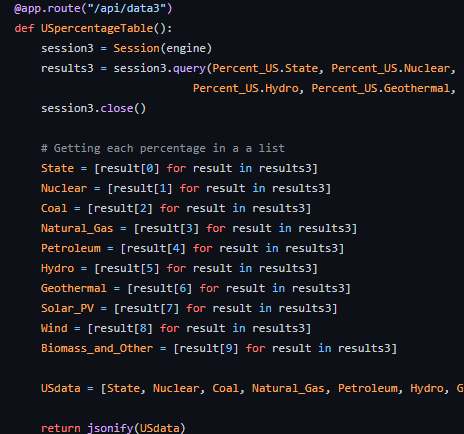 @app.route("/api/data3")
def USpercentageTable():
    session3 = Session(engine)
    results3 = session3.query(Percent_US.State, Percent_US.Nuclear,
                           Percent_US.Hydro, Percent_US.Geothermal,
    session3.close()
    # Getting each percentage in a a list
    State = [result[0] for result in results3]
    Nuclear = [result[1] for result in results3]
    Coal = [result[2] for result in results3]
    Natural_Gas = [result[3] for result in results3]
    Petroleum = [result[4] for result in results3]
    Hydro = [result[5] for result in results3]
    Geothermal = [result[6] for result in results3]
    Solar_PV = [result[7] for result in results3]
    Wind = [result[8] for result in results3]
    Biomass_and_Other = [result[9] for result in results3]
    USdata = [State, Nuclear, Coal, Natural_Gas, Petroleum, Hydro, G
    return jsonify(USdata)